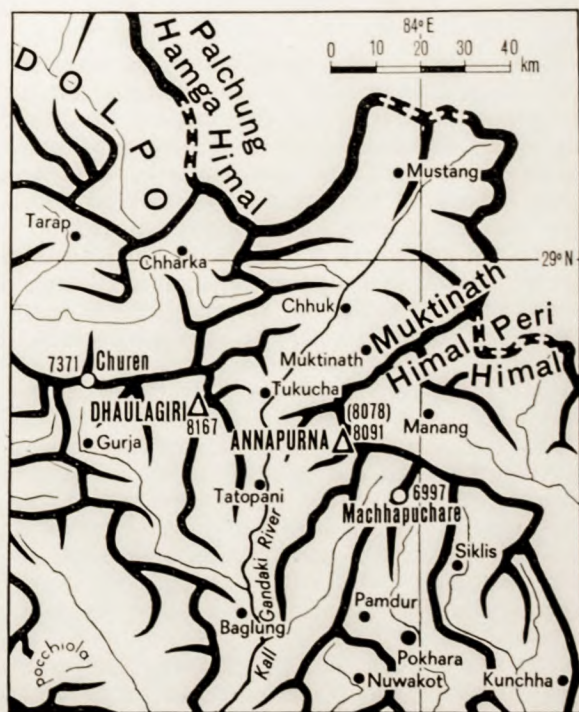 84° E
0 10 20 30 40
km
DOLPO
Palchung
Hamga Himal
Mustang
Tarap
Chharka
29° N
Chhuk
Muktinath
Himal
Muktinath
Peri
Himal
7371 Churen
Tukucha
DHAULAGIRI
8167
(8078)
ANNAPURNA 8091
Manang
Gurja
Tatopani
6997
Machhapuchare
Siklis
Kali Gandaki River
Baglung
Pamdur
Pokhara
Nuwakot
Kunchha
Pocchiola